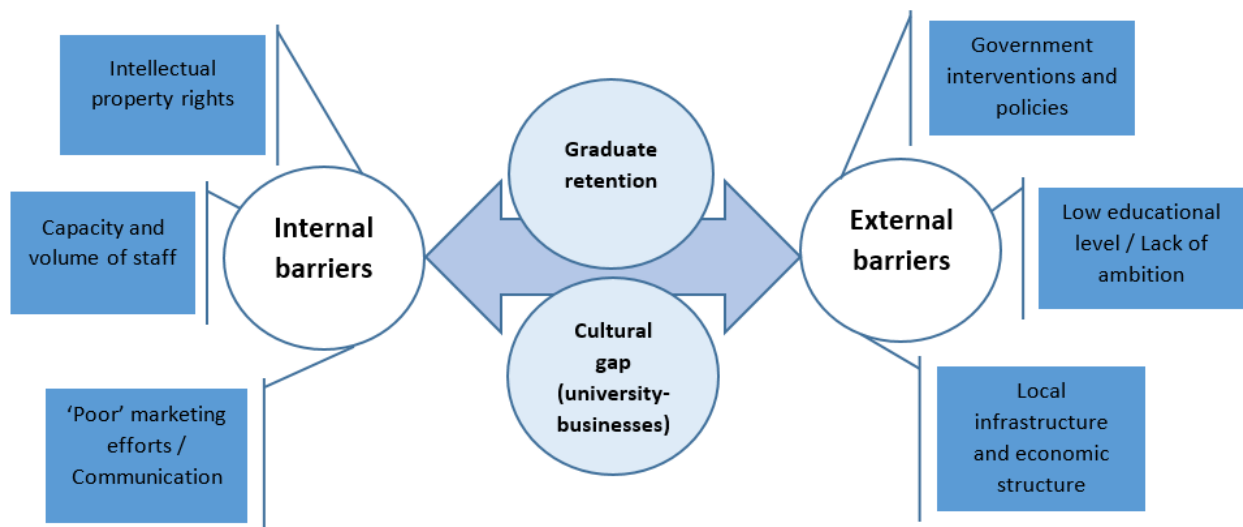 Intellectual
property rights
Capacity and
volume of staff
‘Poor’ marketing
efforts /
Communication
Internal
barriers
Graduate
retention
Cultural
gap
(university-
businesses)
External
barriers
Government
interventions and
policies
Low educational
level / Lack of
ambition
Local
infrastructure
and economic
structure